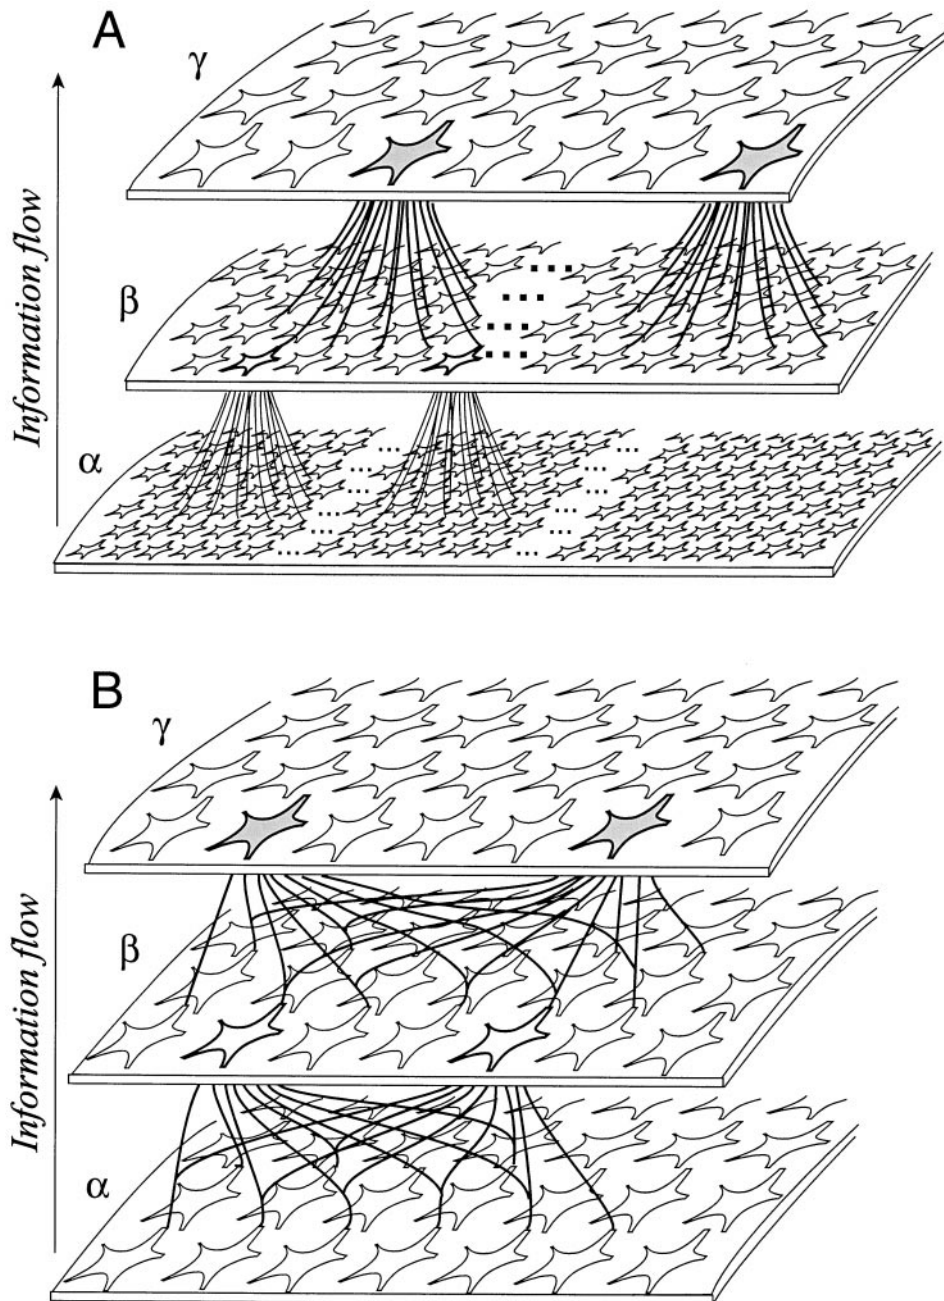 A
γ
β
α
Information flow
B
γ
β
α
Information flow